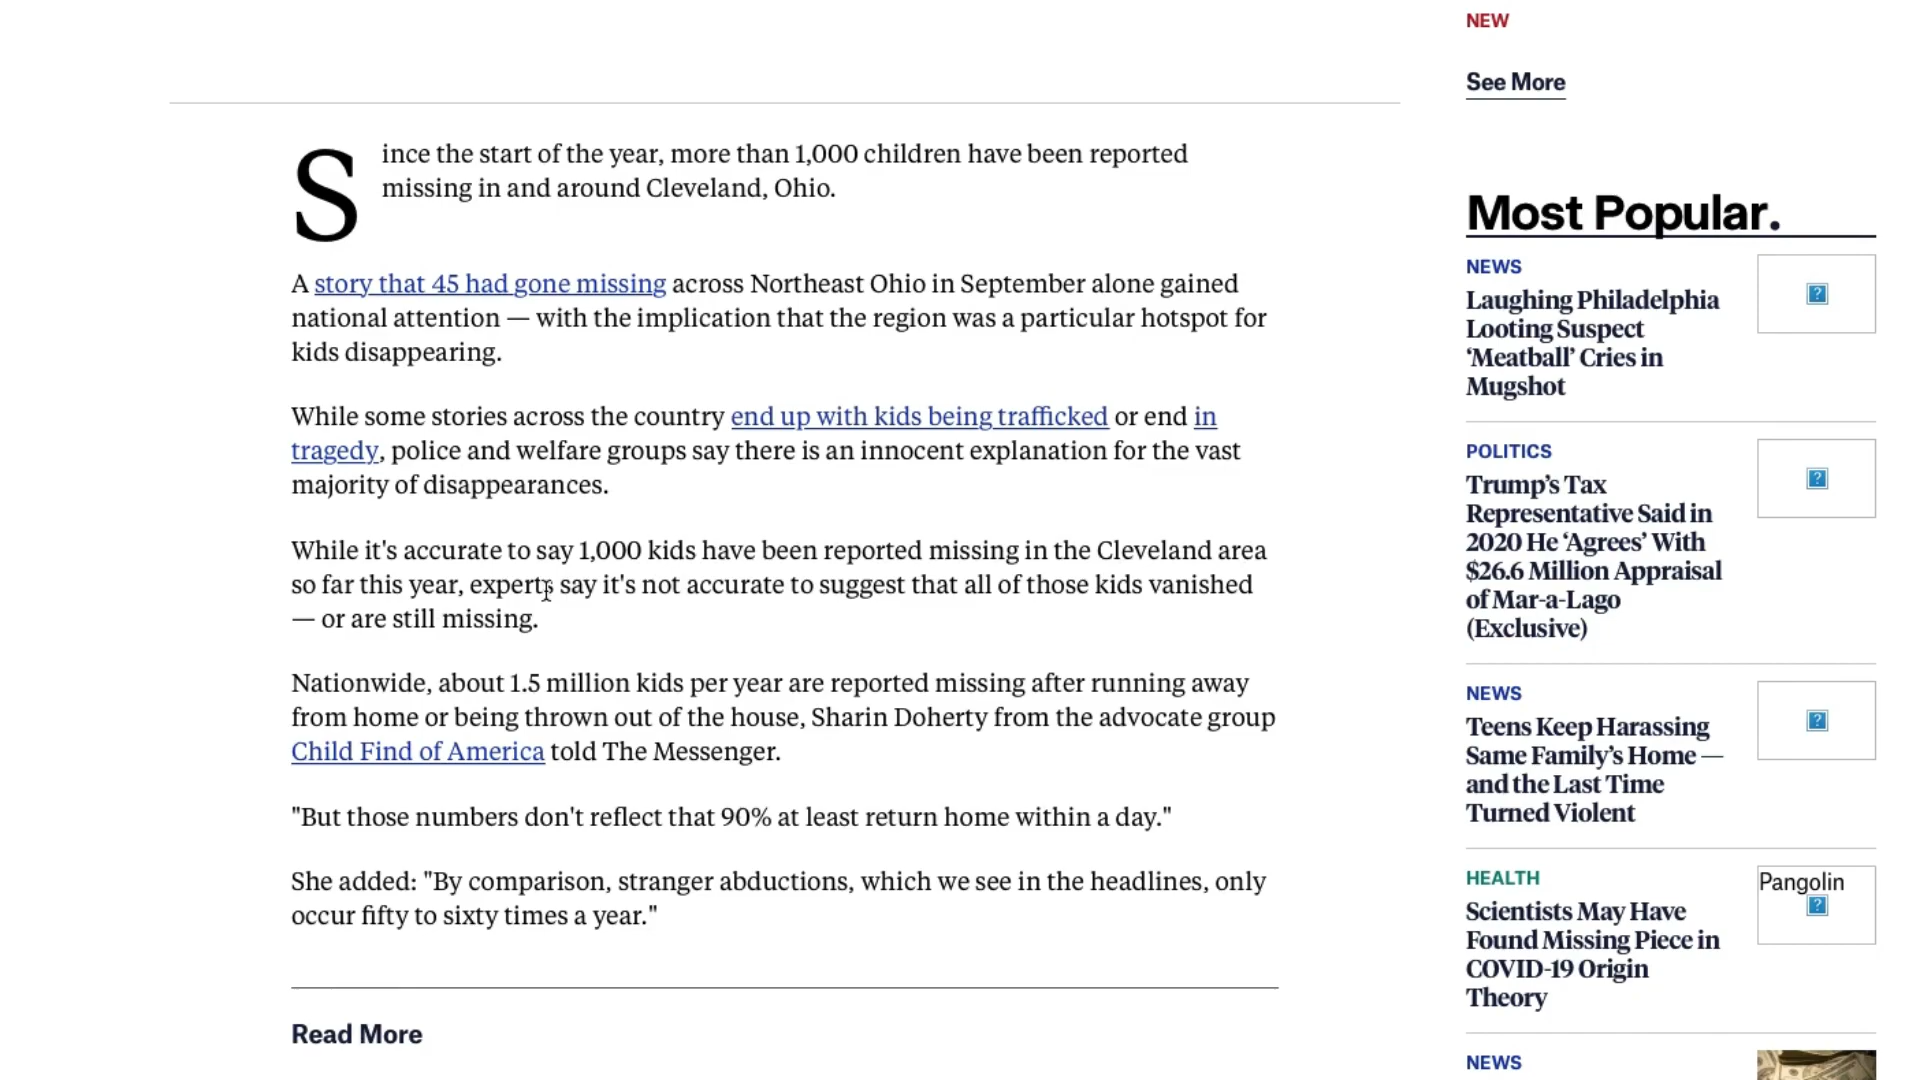 NEW
See More
Since the start of the year, more than 1,000 children have been reported
missing in and around Cleveland, Ohio.
A story that 45 had gone missing across Northeast Ohio in September alone gained
national attention — with the implication that the region was a particular hotspot for
kids disappearing.
While some stories across the country end up with kids being trafficked or end in
tragedy, police and welfare groups say there is an innocent explanation for the vast
majority of disappearances.
While it's accurate to say 1,000 kids have been reported missing in the Cleveland area
so far this year, experts say it's not accurate to suggest that all of those kids vanished
— or are still missing.
Nationwide, about 1.5 million kids per year are reported missing after running away
from home or being thrown out of the house, Sharin Doherty from the advocate group
Child Find of America told The Messenger.
"But those numbers don't reflect that 90% at least return home within a day."
She added: "By comparison, stranger abductions, which we see in the headlines, only
occur fifty to sixty times a year."
Read More
Most Popular.
NEWS
Laughing Philadelphia
Looting Suspect
‘Meatball’ Cries in
Mugshot
POLITICS
Trump’s Tax
Representative Said in
2020 He ‘Agrees’ With
$26.6 Million Appraisal
of Mar-a-Lago
(Exclusive)
NEWS
Teens Keep Harassing
Same Family’s Home —
and the Last Time
Turned Violent
HEALTH
Scientists May Have
Found Missing Piece in
COVID-19 Origin
Theory
Pangolin
NEWS